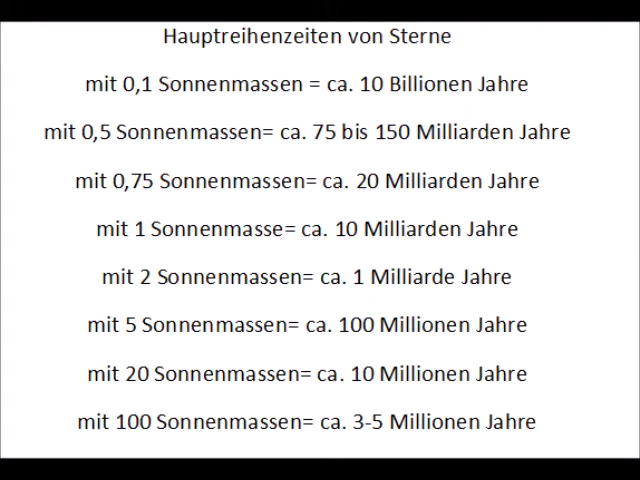 Hauptreihenzeiten von Sterne
mit 0,1 Sonnenmassen = ca. 10 Billionen Jahre
mit 0,5 Sonnenmassen= ca. 75 bis 150 Milliarden Jahre
mit 0,75 Sonnenmassen= ca. 20 Milliarden Jahre
mit 1 Sonnenmasse= ca. 10 Milliarden Jahre
mit 2 Sonnenmassen= ca. 1 Milliarde Jahre
mit 5 Sonnenmassen= ca. 100 Millionen Jahre
mit 20 Sonnenmassen= ca. 10 Millionen Jahre
mit 100 Sonnenmassen= ca. 3-5 Millionen Jahre